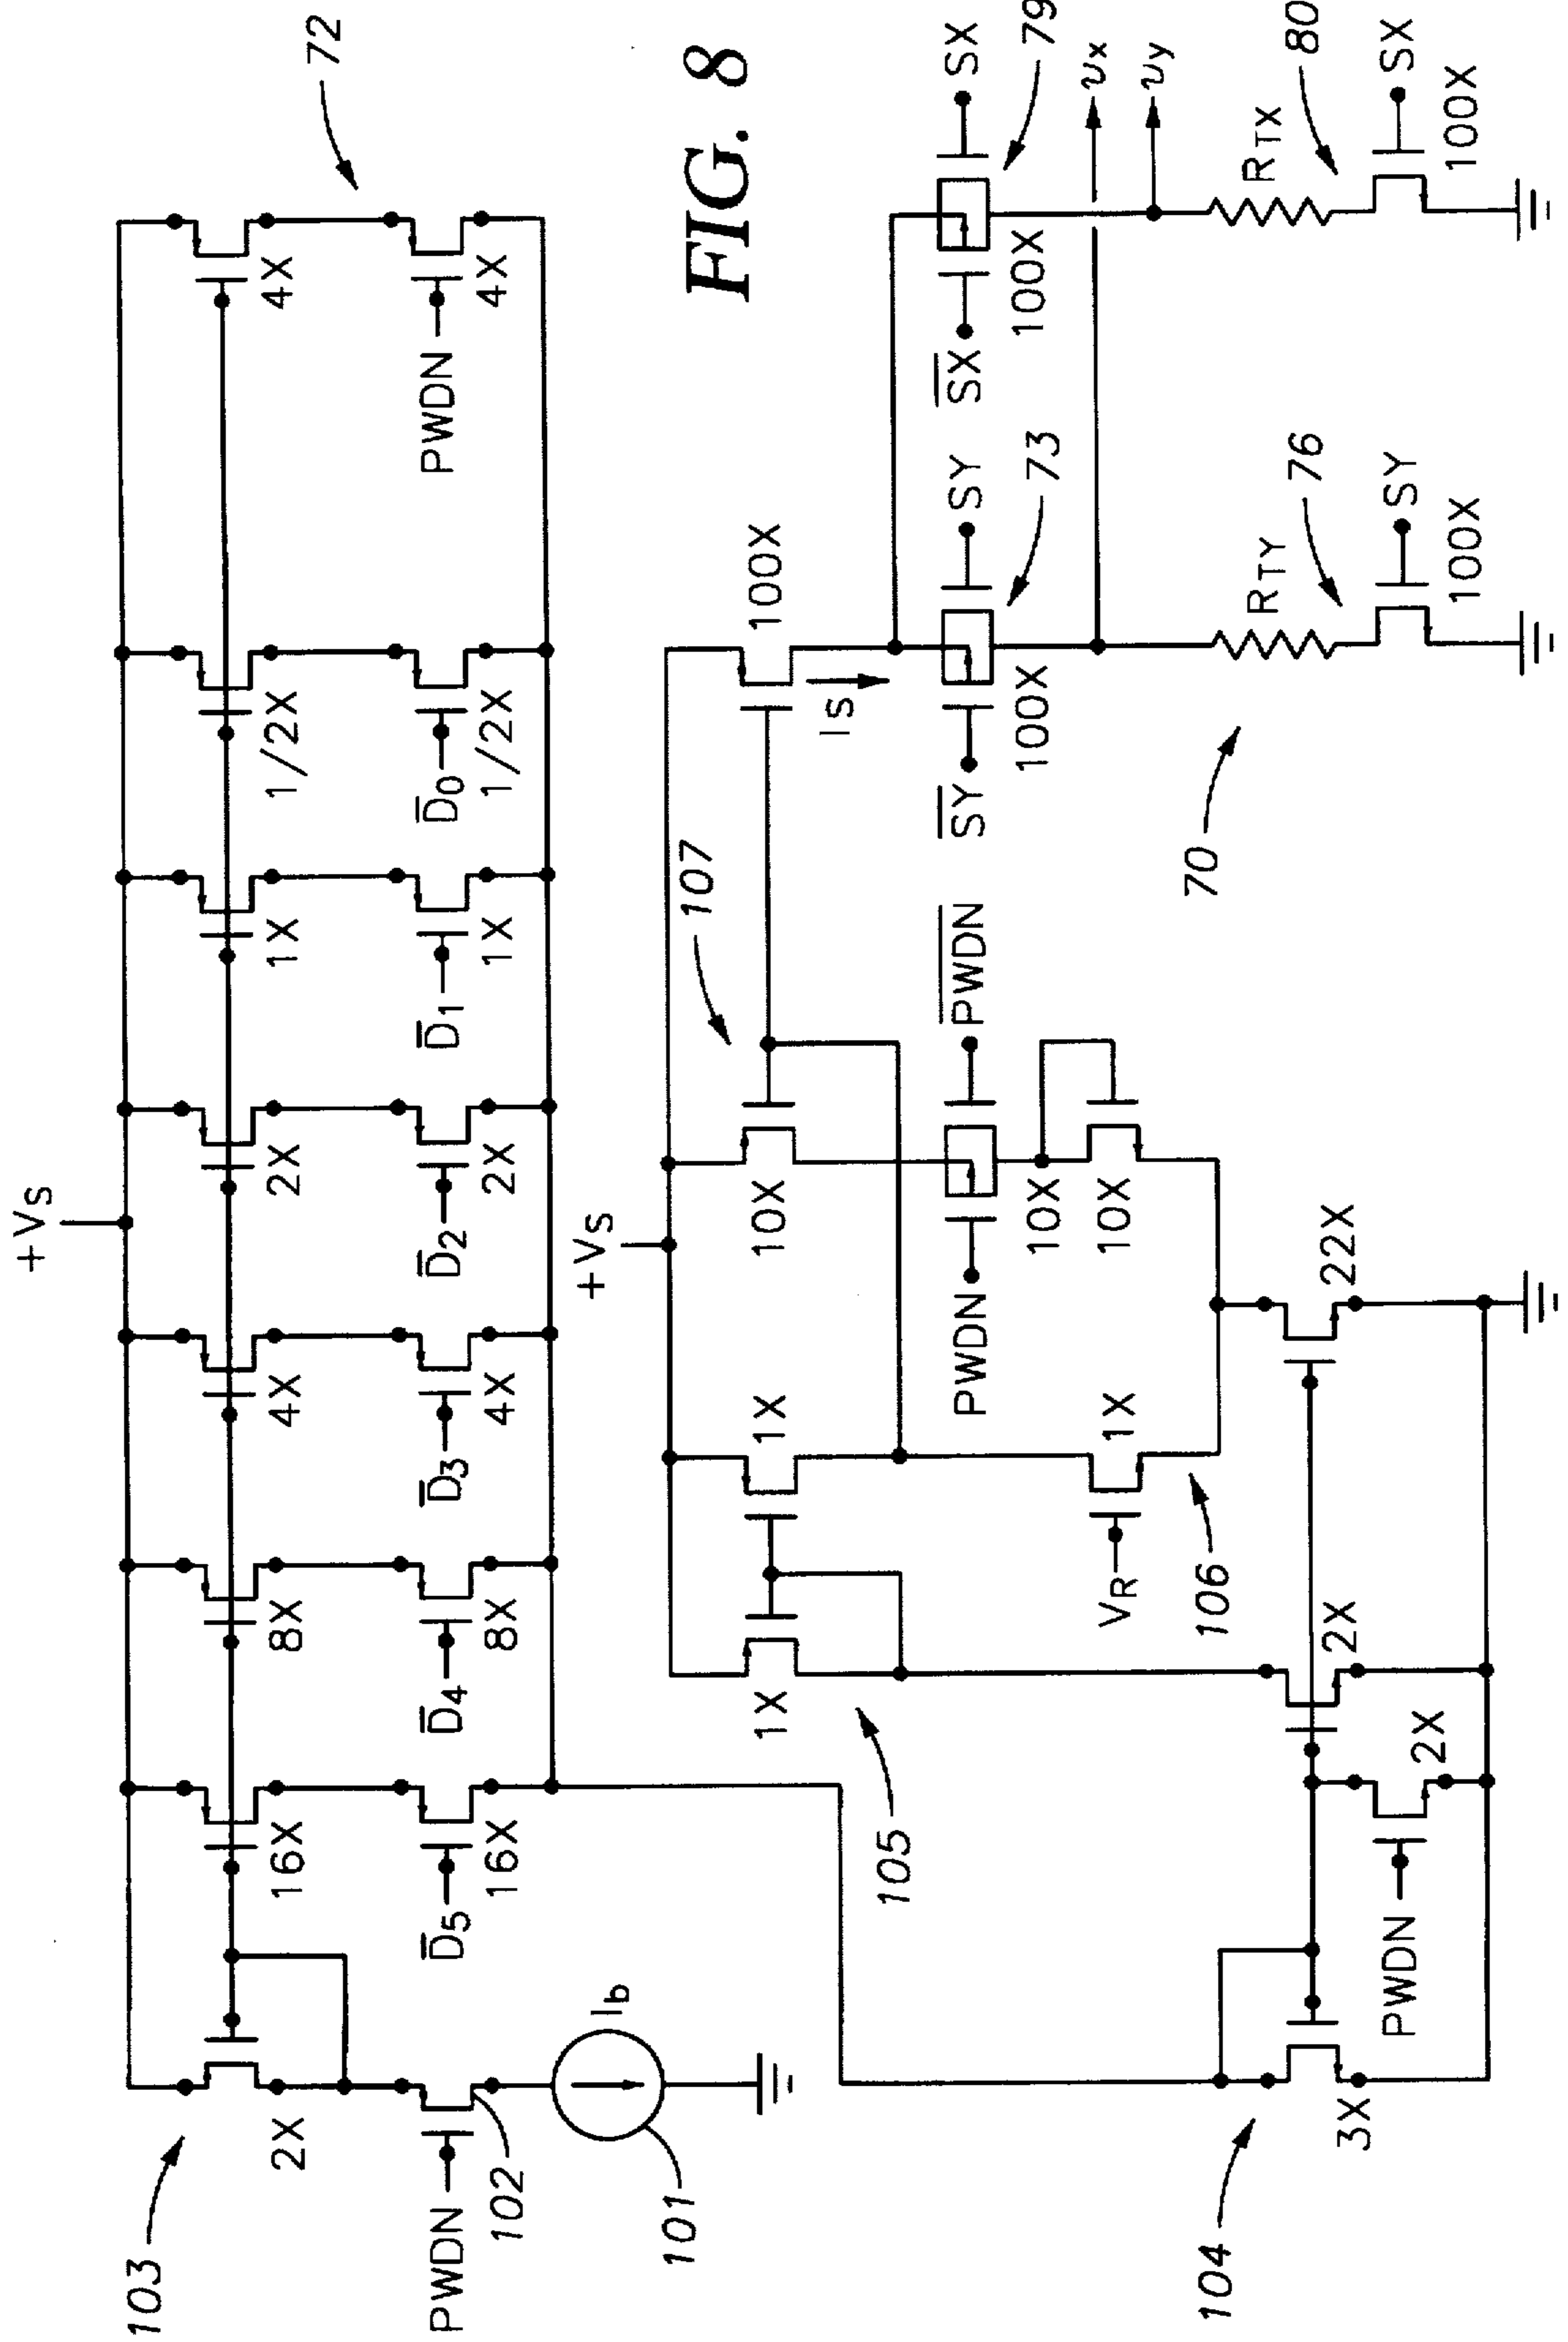 +VS
103
2X
16X
8X
4X
2X
1X
1/2X
4X
72
PWDN
102
D̅5
16X
D̅4
8X
D̅3
4X
D̅2
2X
D̅1
1X
D̅0
1/2X
PWDN
4X
101
Ib
+VS
FIG. 8
105
1X
1X
10X
107
100X
IS
PWDN
P̅W̅D̅N̅
10X
S̅Y̅
SY
100X
73
S̅X̅
SX
100X
79
VR
1X
10X
106
υx
υy
70
RTY
76
RTX
80
104
3X
PWDN
2X
2X
22X
SY
100X
SX
100X